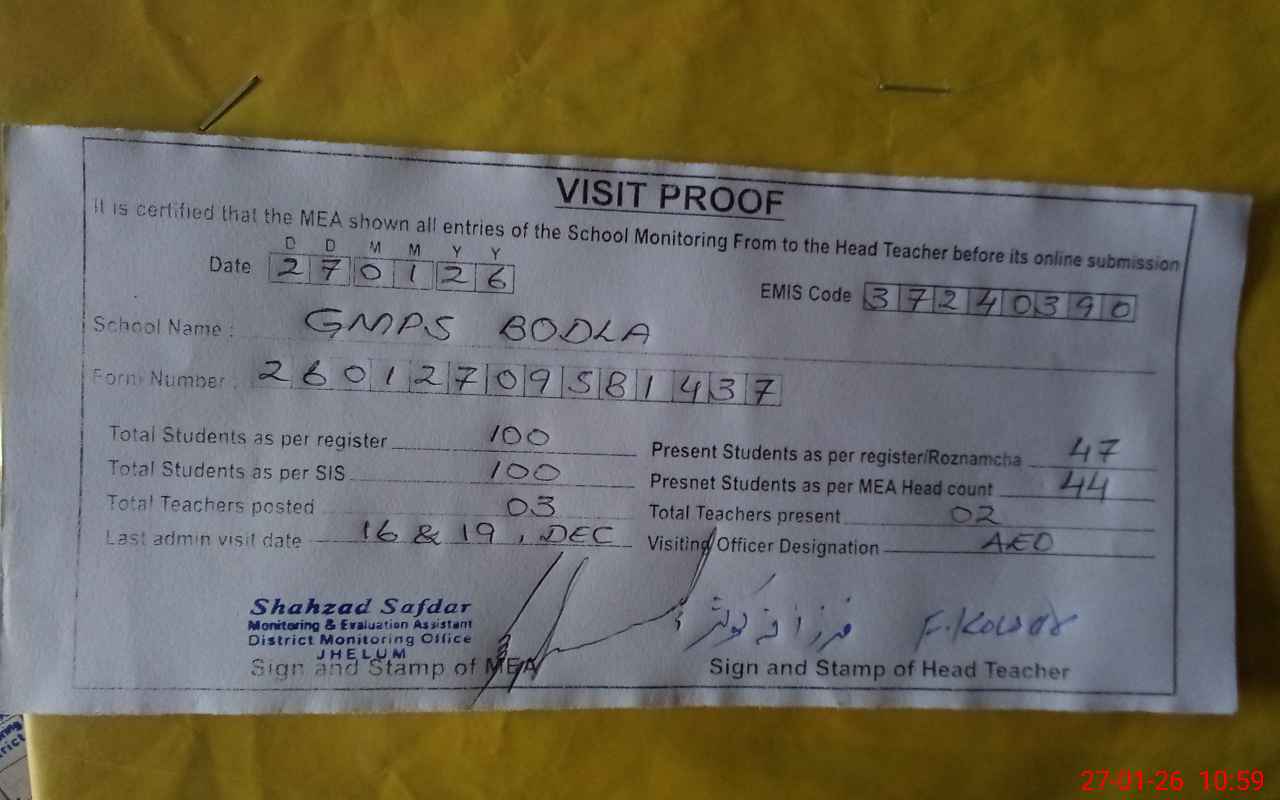 VISIT PROOF
It is certified that the MEA shown all entries of the School Monitoring From to the Head Teacher before its online submission
D D M M Y Y
Date 2 7 0 1 2 6
EMIS Code 3 7 2 4 0 3 9 0
School Name : GMPS BODLA
Form Number : 2 6 0 1 2 7 0 9 5 8 1 4 3 7
Total Students as per register 100
Present Students as per register/Roznamcha 47
Total Students as per SIS 100
Presnet Students as per MEA Head count 44
Total Teachers posted 03
Total Teachers present 02
Last admin visit date 16 & 19, DEC
Visiting Officer Designation AEO
Shahzad Safdar
Monitoring & Evaluation Assistant
District Monitoring Office
JHELUM
Sign and Stamp of MEA
فرزانہ کوثر
F. Kousar
Sign and Stamp of Head Teacher
27-01-26 10:59